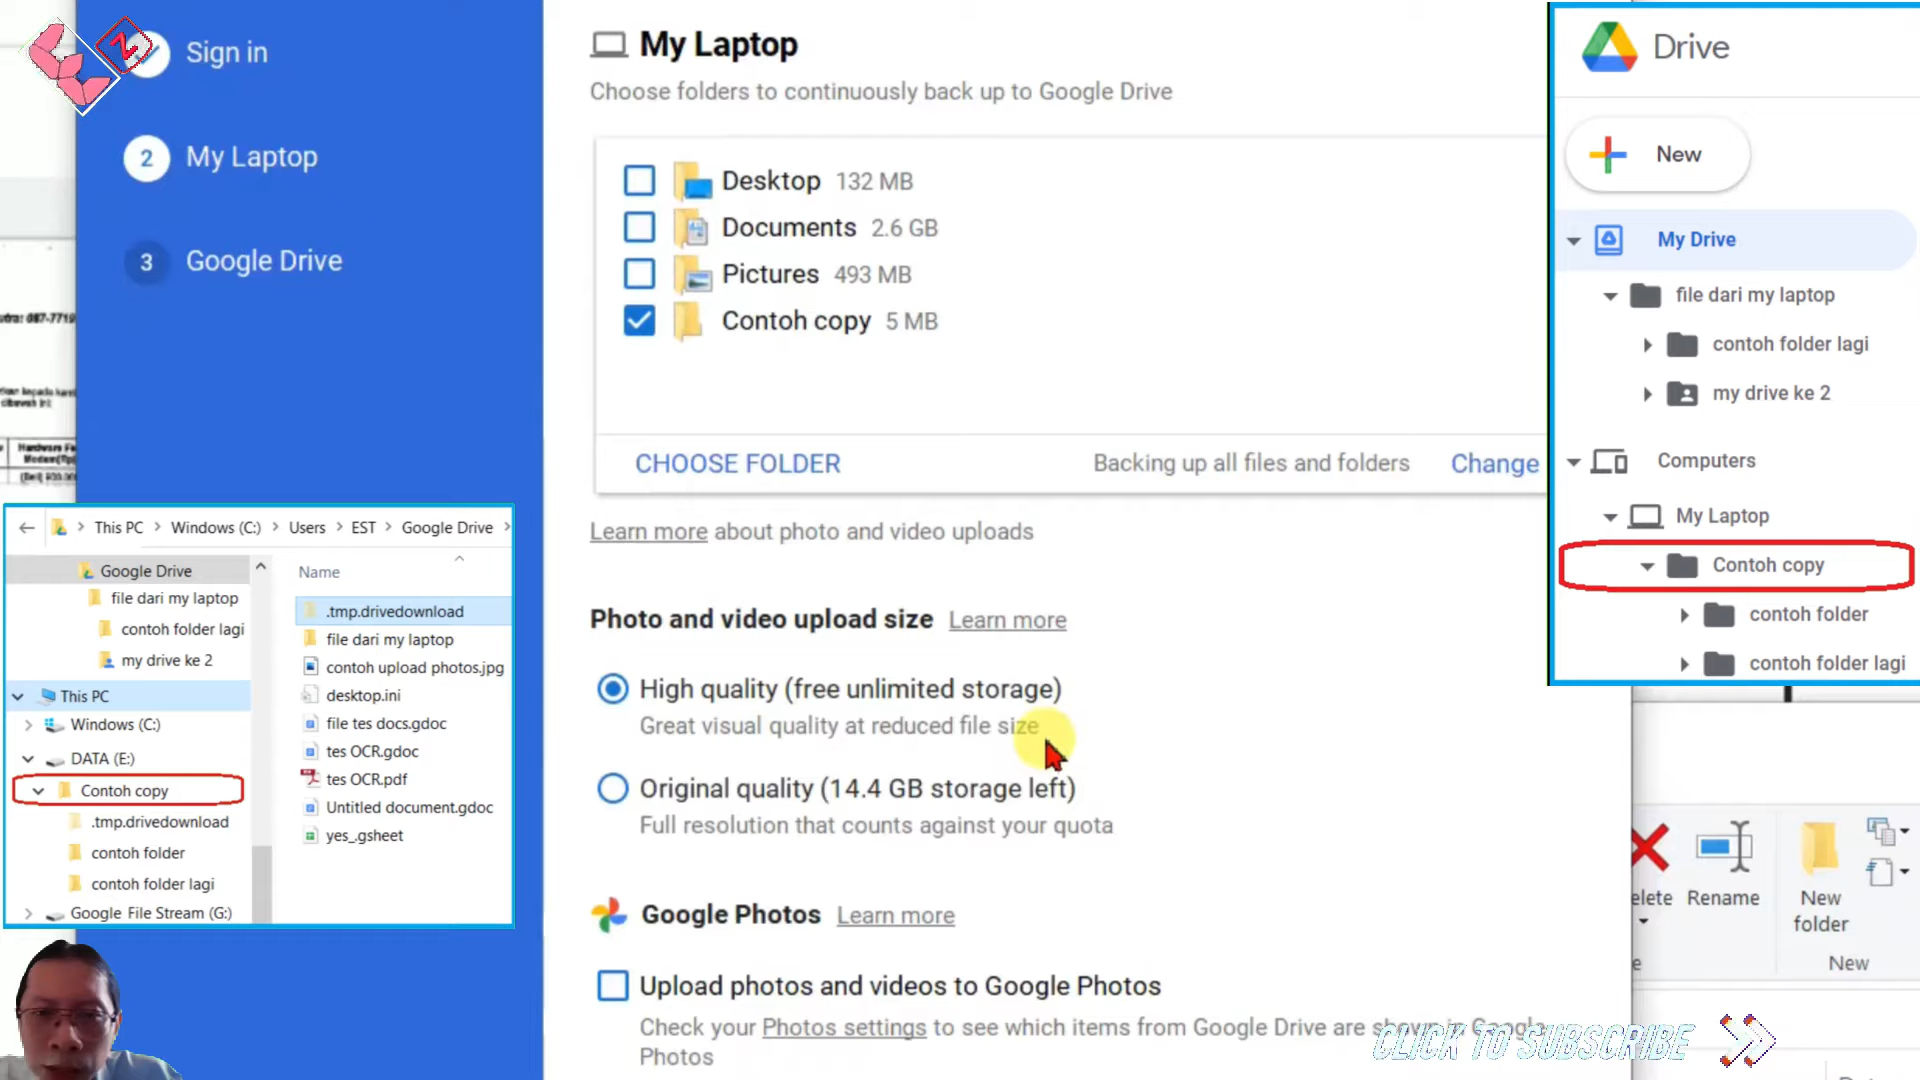 Sign in
2 My Laptop
3 Google Drive
My Laptop
Choose folders to continuously back up to Google Drive
Desktop 132 MB
Documents 2.6 GB
Pictures 493 MB
Contoh copy 5 MB
CHOOSE FOLDER Backing up all files and folders Change
Learn more about photo and video uploads
Photo and video upload size Learn more
High quality (free unlimited storage)
Great visual quality at reduced file size
Original quality (14.4 GB storage left)
Full resolution that counts against your quota
Google Photos Learn more
Upload photos and videos to Google Photos
Check your Photos settings to see which items from Google Drive are shown in Google
Photos
Drive
New
My Drive
file dari my laptop
contoh folder lagi
my drive ke 2
Computers
My Laptop
Contoh copy
contoh folder
contoh folder lagi
This PC > Windows (C:) > Users > EST > Google Drive >
Google Drive
file dari my laptop
contoh folder lagi
my drive ke 2
This PC
Windows (C:)
DATA (E:)
Contoh copy
.tmp.drivedownload
contoh folder
contoh folder lagi
Google File Stream (G:)
Name
.tmp.drivedownload
file dari my laptop
contoh upload photos.jpg
desktop.ini
file tes docs.gdoc
tes OCR.gdoc
tes OCR.pdf
Untitled document.gdoc
yes_.gsheet
elete
Rename
New
folder
New
CLICK TO SUBSCRIBE